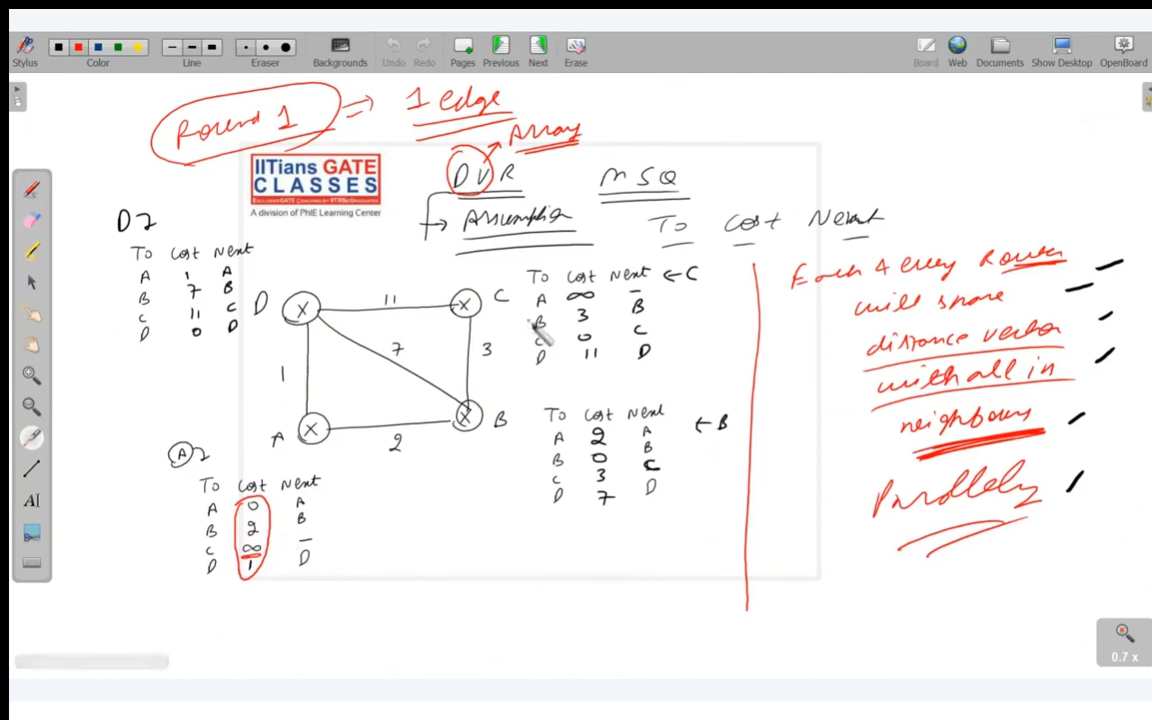 Stylus
Color
Line
Eraser
Backgrounds
Undo
Redo
Pages
Previous
Next
Erase
Board
Web
Documents
Show Desktop
OpenBoard
Round 1 ⇒ 1 edge
Array
IITians GATE
CLASSES
A division of PhIE Learning Center
DVR
MSQ
Assumption
To Cost Next
D
To Cost Next
A 1 A
B 7 B
C 11 C
D 0 D
D
11
C
7
3
1
A
2
B
To Cost Next ← C
A ∞ –
B 3 B
C 0 C
D 11 D
To Cost Next ← B
A 2 A
B 0 B
C 3 C
D 7 D
A
To Cost Next
A 0 A
B 2 B
C ∞ –
D 1 D
Each & every Router
will share
distance vector
with all its
neighbours
Parallely
AI
0.7 x